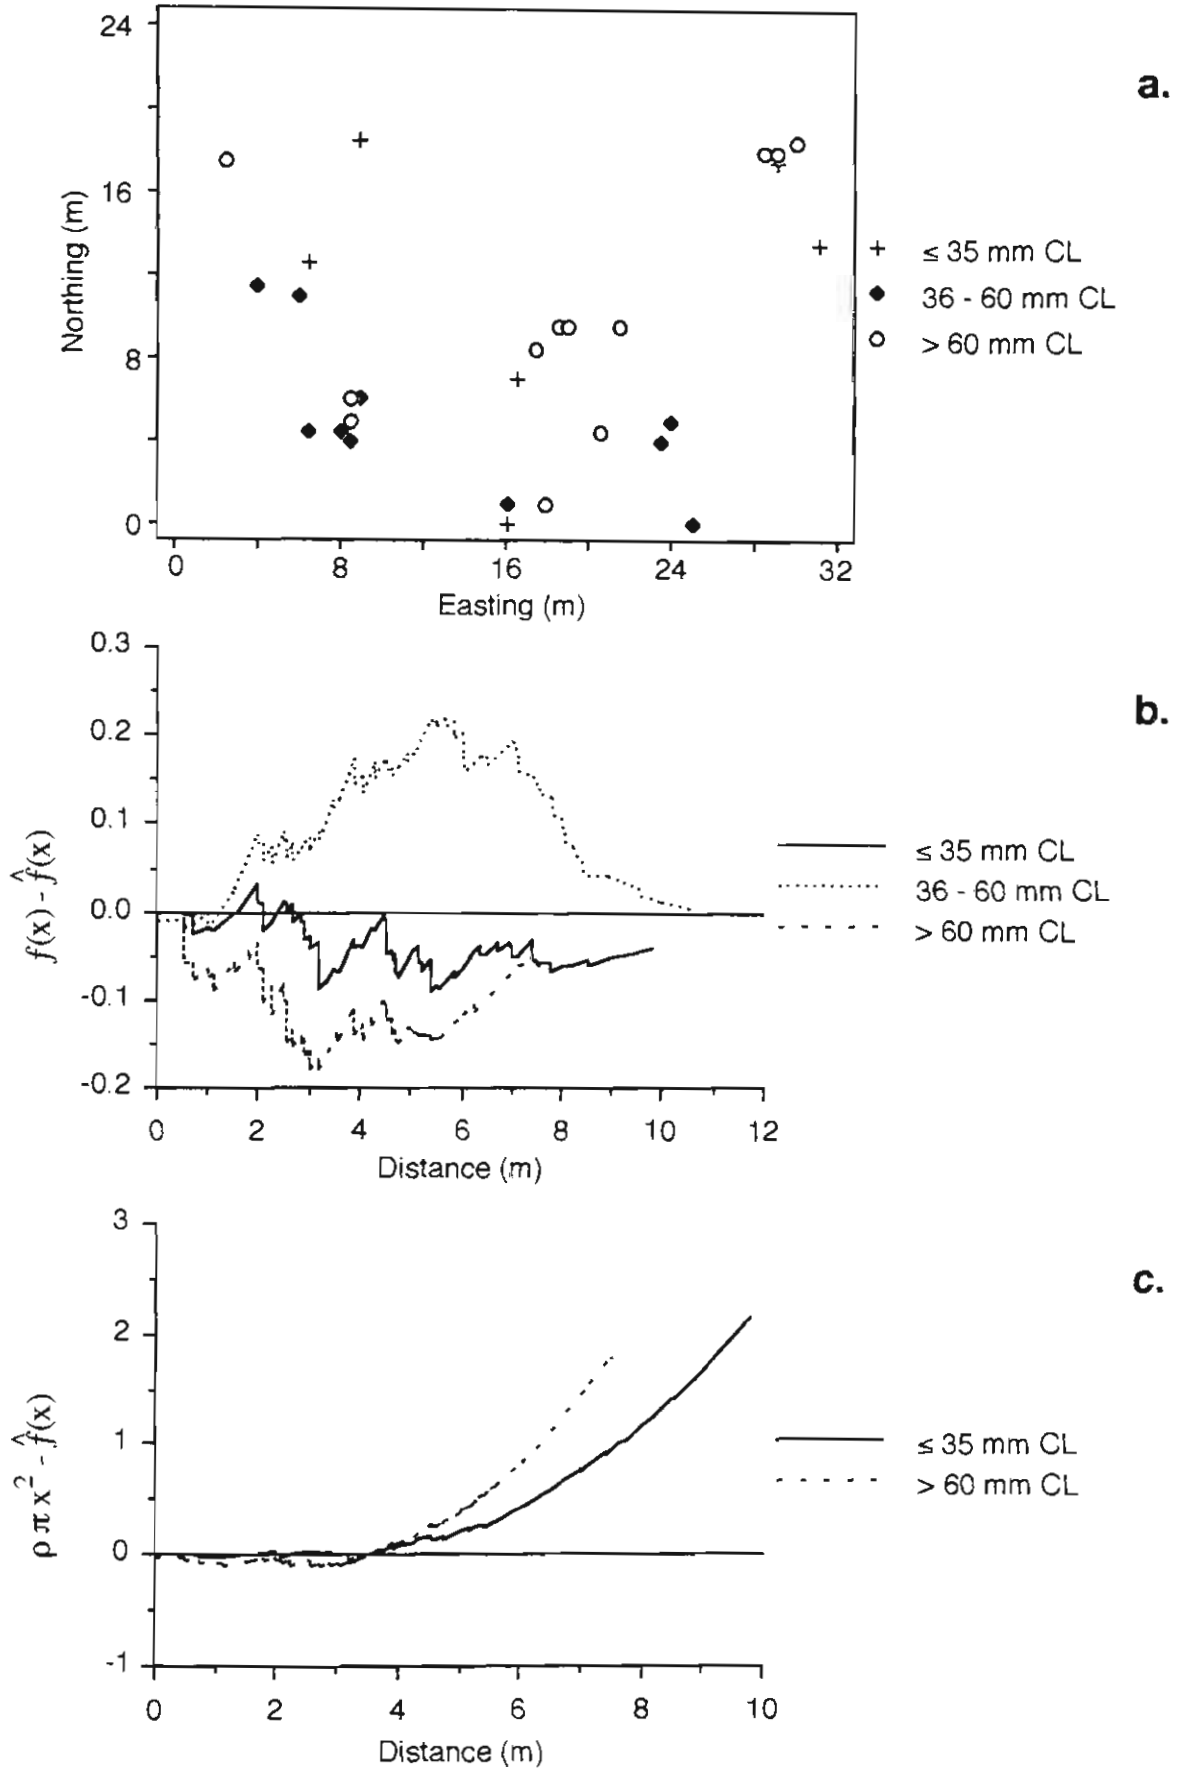 a.
24
16
8
0
Northing (m)
0 8 16 24 32
Easting (m)
≤ 35 mm CL
36 - 60 mm CL
> 60 mm CL
b.
0.3
0.2
0.1
0.0
-0.1
-0.2
f(x) - f̂(x)
0 2 4 6 8 10 12
Distance (m)
≤ 35 mm CL
36 - 60 mm CL
> 60 mm CL
c.
3
2
1
0
-1
ρ π x² - f̂(x)
0 2 4 6 8 10
Distance (m)
≤ 35 mm CL
> 60 mm CL